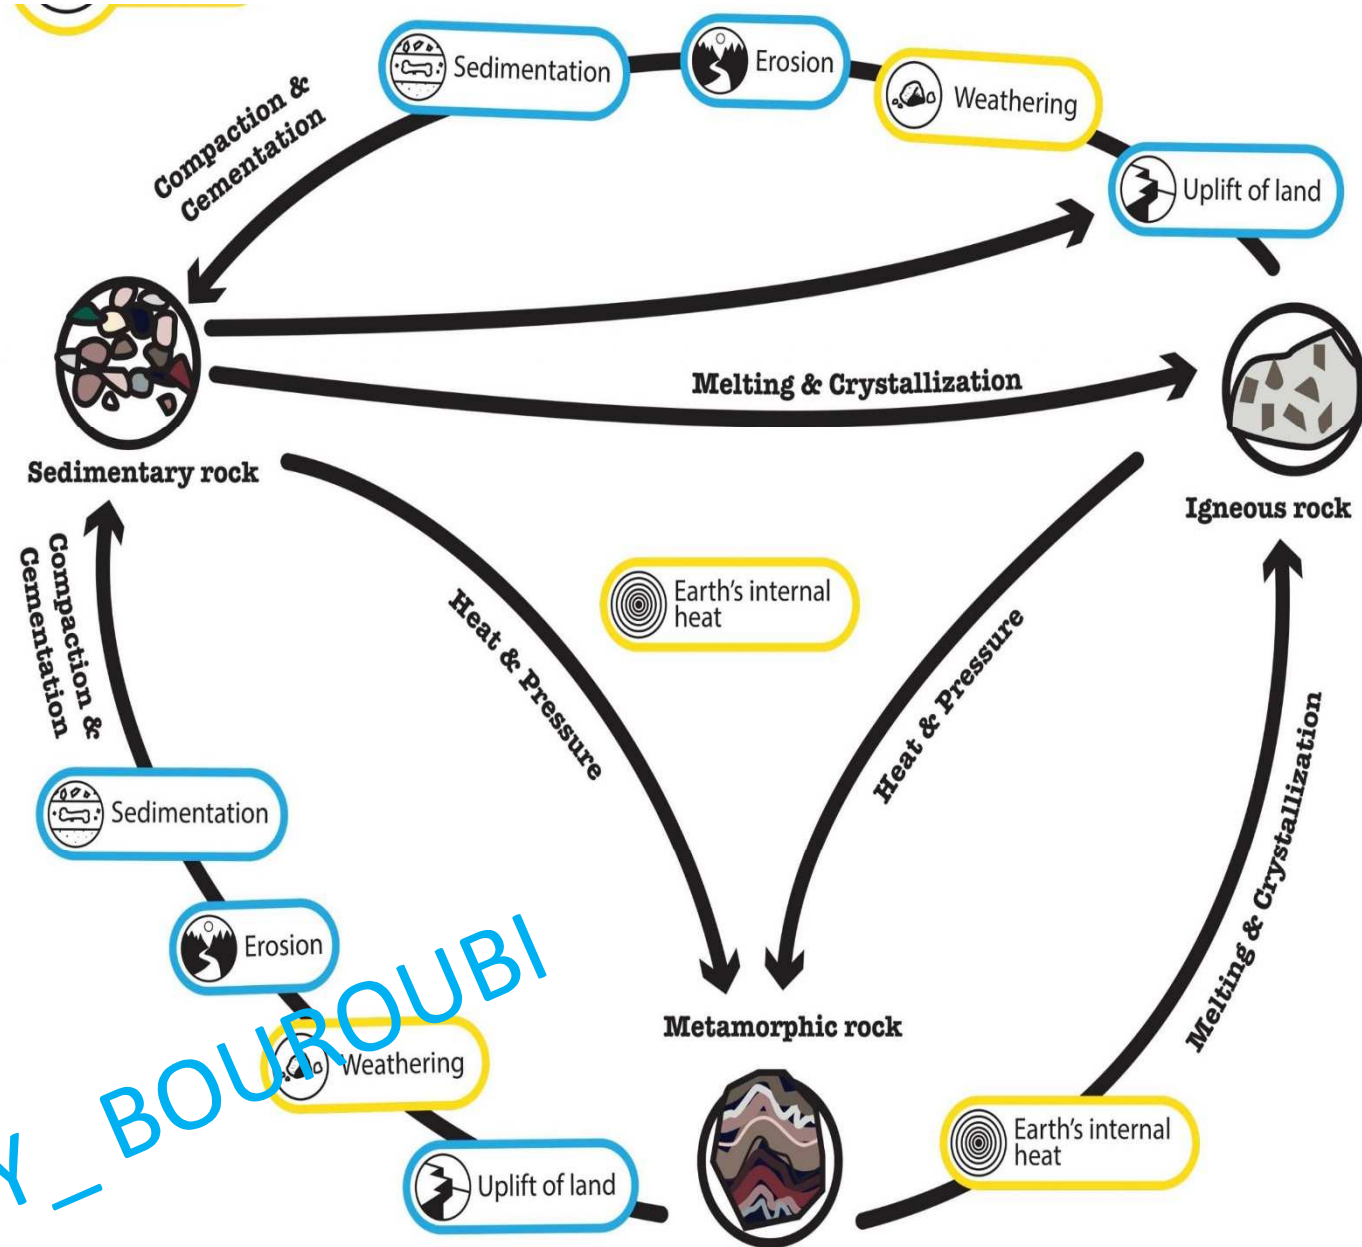 Sedimentation
Erosion
Weathering
Uplift of land
Compaction &
Cementation
Melting & Crystallization
Sedimentary rock
Igneous rock
Compaction &
Cementation
Heat & Pressure
Earth's internal
heat
Heat & Pressure
Melting & Crystallization
Sedimentation
Erosion
Weathering
Uplift of land
Metamorphic rock
Earth's internal
heat
Y_ BOUROUBI